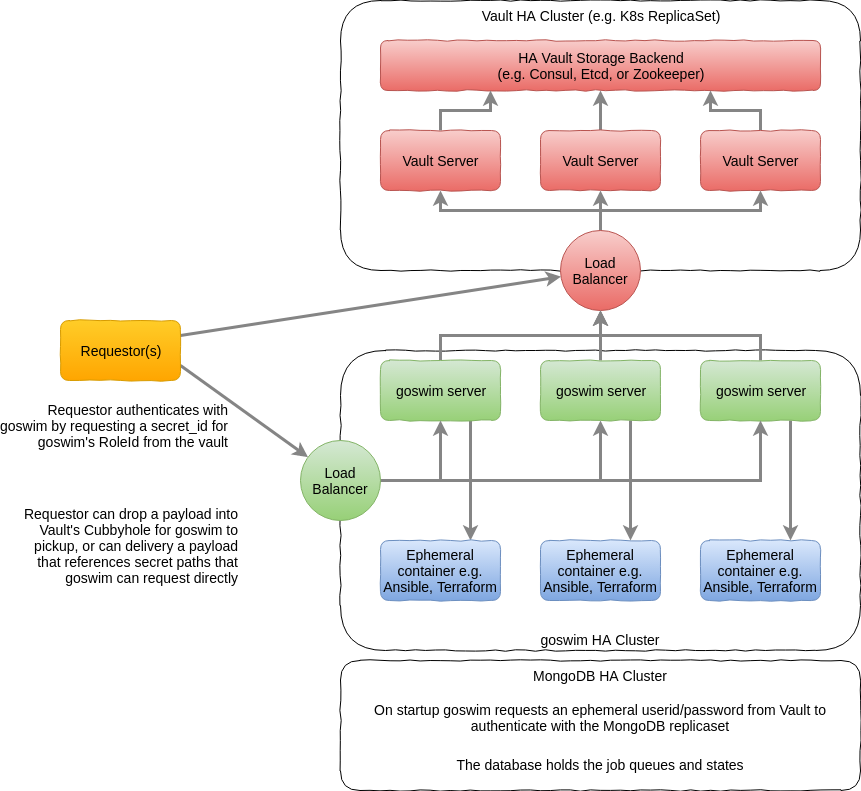 Vault HA Cluster (e.g. K8s ReplicaSet)
HA Vault Storage Backend
(e.g. Consul, Etcd, or Zookeeper)
Vault Server
Vault Server
Vault Server
Load
Balancer
Requestor(s)
goswim server
goswim server
goswim server
Requestor authenticates with
goswim by requesting a secret_id for
goswim's RoleId from the vault
Load
Balancer
Requestor can drop a payload into
Vault's Cubbyhole for goswim to
pickup, or can delivery a payload
that references secret paths that
goswim can request directly
Ephemeral
container e.g.
Ansible, Terraform
Ephemeral
container e.g.
Ansible, Terraform
Ephemeral
container e.g.
Ansible, Terraform
goswim HA Cluster
MongoDB HA Cluster
On startup goswim requests an ephemeral userid/password from Vault to
authenticate with the MongoDB replicaset
The database holds the job queues and states